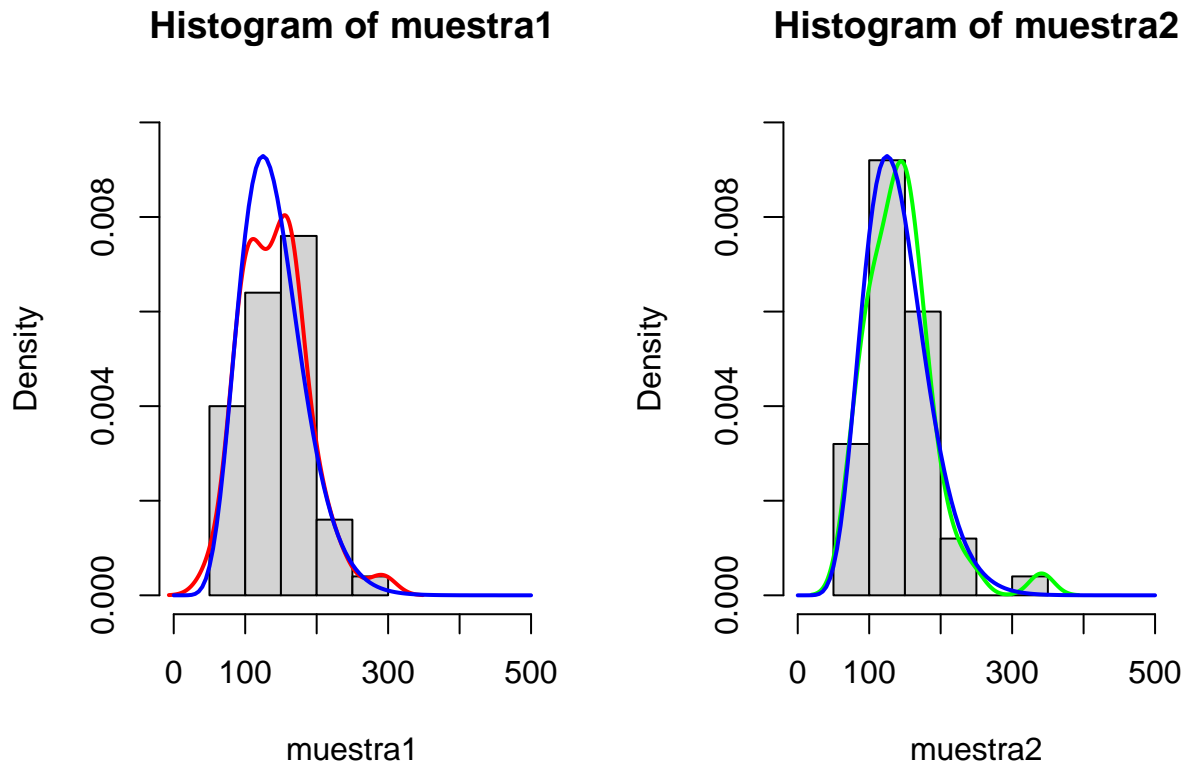 Histogram of muestra1
Density
0.000 0.004 0.008
0 100 300 500
muestra1
Histogram of muestra2
Density
0.000 0.004 0.008
0 100 300 500
muestra2